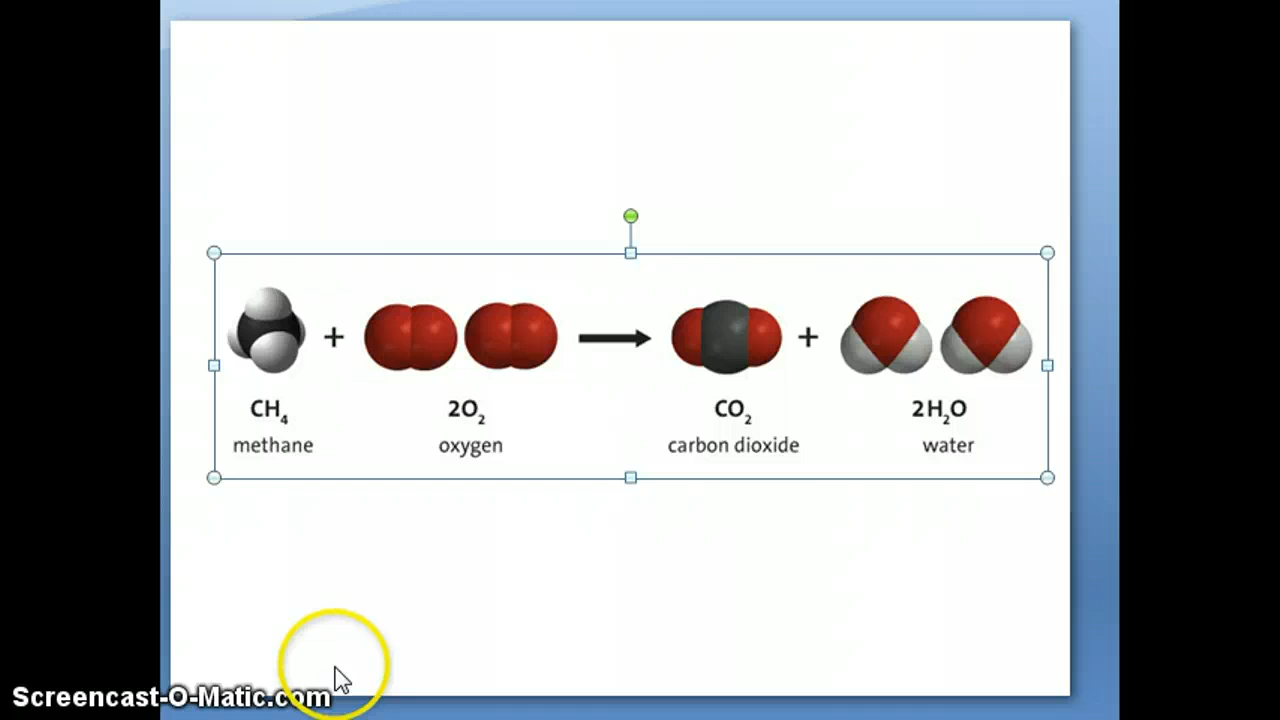 + +
CH₄ 2O₂ CO₂ 2H₂O
methane oxygen carbon dioxide water
Screencast-O-Matic.com